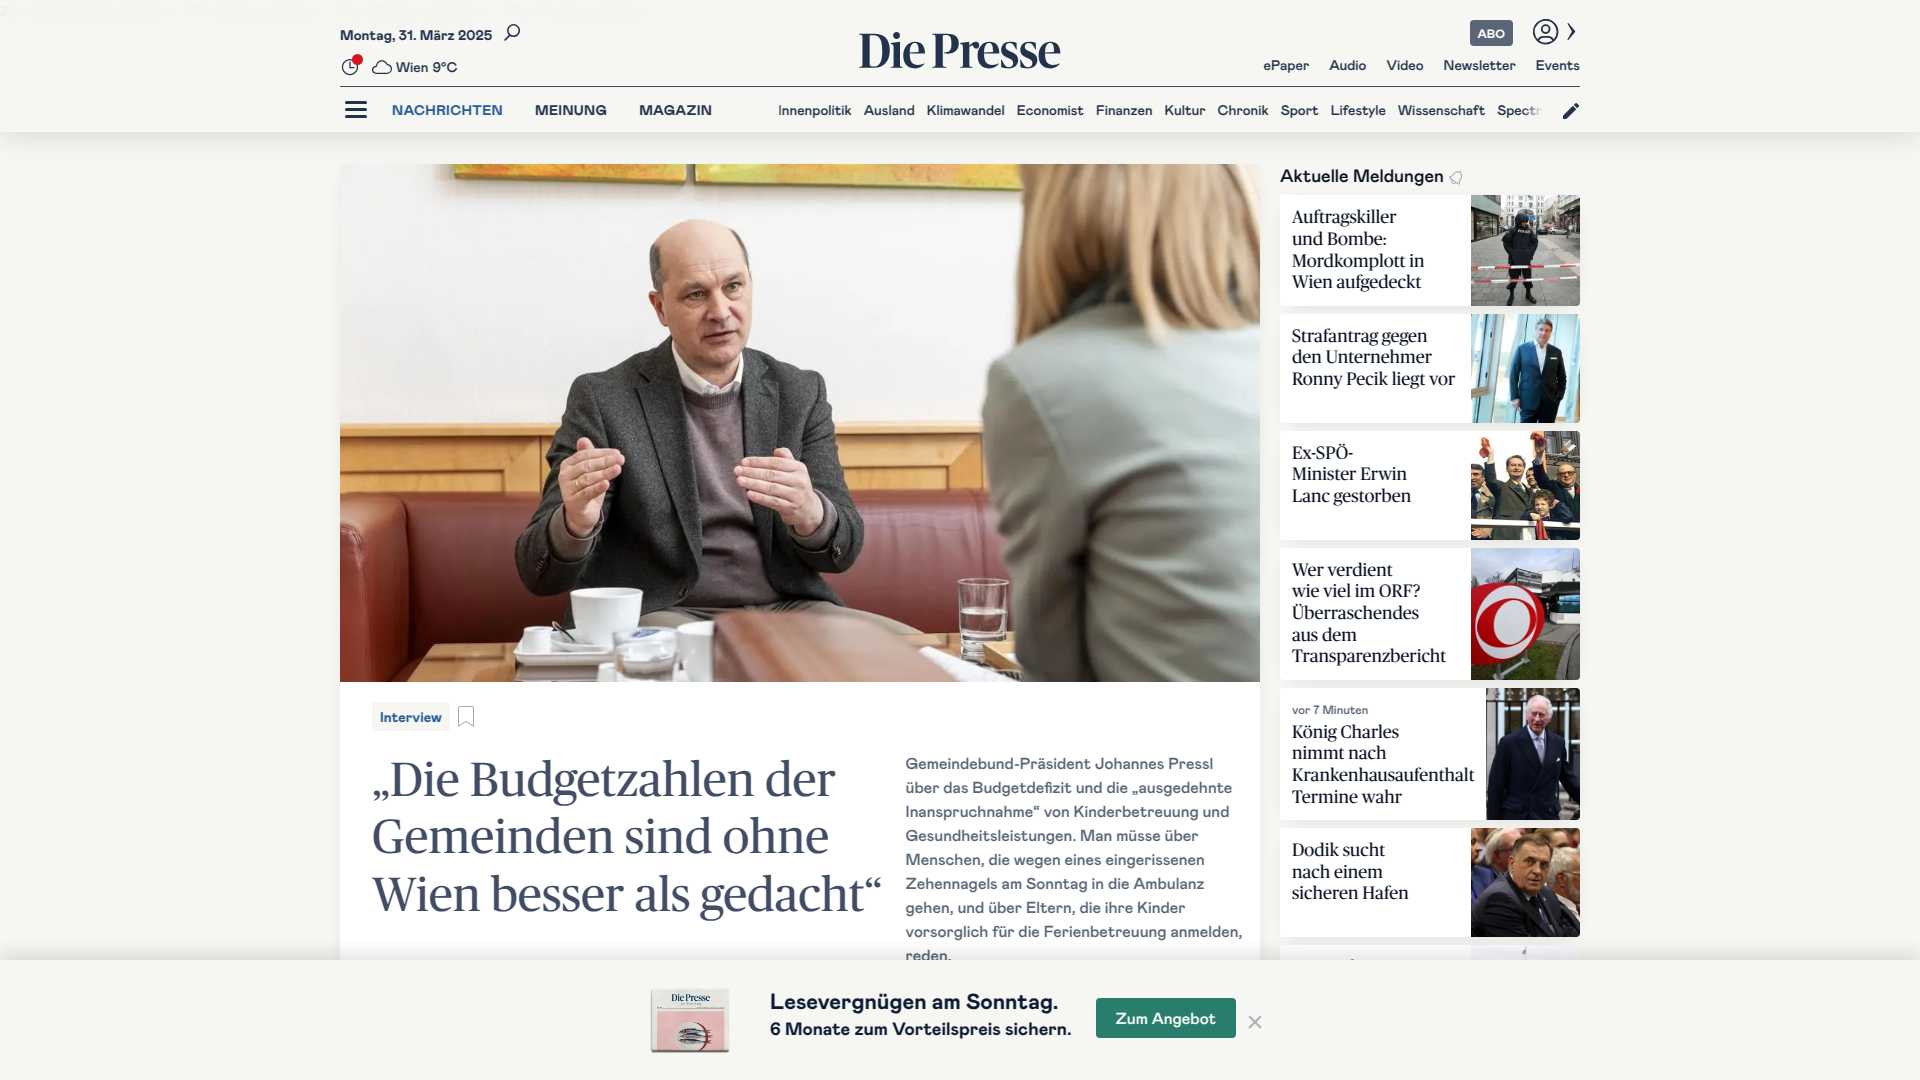 Montag, 31. März 2025
Wien 9°C
Die Presse
ABO
ePaper Audio Video Newsletter Events
NACHRICHTEN MEINUNG MAGAZIN
Innenpolitik Ausland Klimawandel Economist Finanzen Kultur Chronik Sport Lifestyle Wissenschaft
Interview
„Die Budgetzahlen der
Gemeinden sind ohne
Wien besser als gedacht“
Gemeindebund-Präsident Johannes Pressl
über das Budgetdefizit und die „ausgedehnte
Inanspruchnahme“ von Kinderbetreuung und
Gesundheitsleistungen. Man müsse über
Menschen, die wegen eines eingerissenen
Zehennagels am Sonntag in die Ambulanz
gehen, und über Eltern, die ihre Kinder
vorsorglich für die Ferienbetreuung anmelden,
reden.
Aktuelle Meldungen
Auftragskiller
und Bombe:
Mordkomplott in
Wien aufgedeckt
Strafantrag gegen
den Unternehmer
Ronny Pecik liegt vor
Ex-SPÖ-
Minister Erwin
Lanc gestorben
Wer verdient
wie viel im ORF?
Überraschendes
aus dem
Transparenzbericht
vor 7 Minuten
König Charles
nimmt nach
Krankenhausaufenthalt
Termine wahr
Dodik sucht
nach einem
sicheren Hafen
Die Presse
Lesevergnügen am Sonntag.
6 Monate zum Vorteilspreis sichern.
Zum Angebot